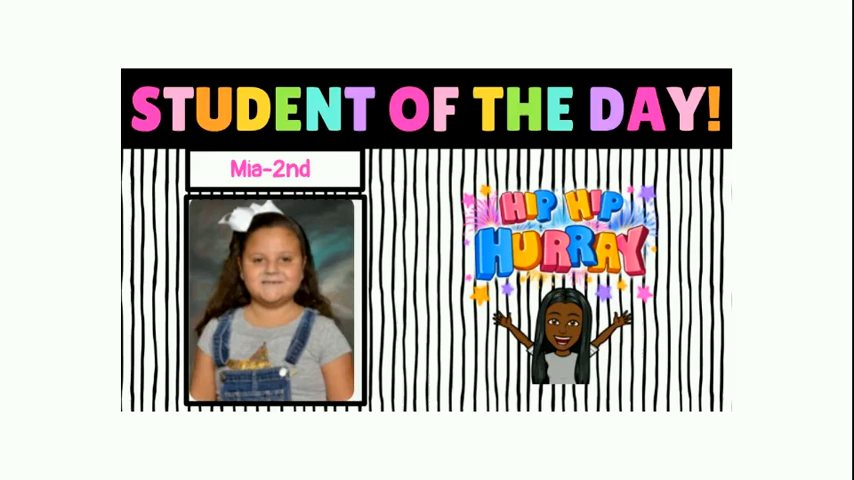 STUDENT OF THE DAY!
Mia-2nd
HIP HIP
HURRAY